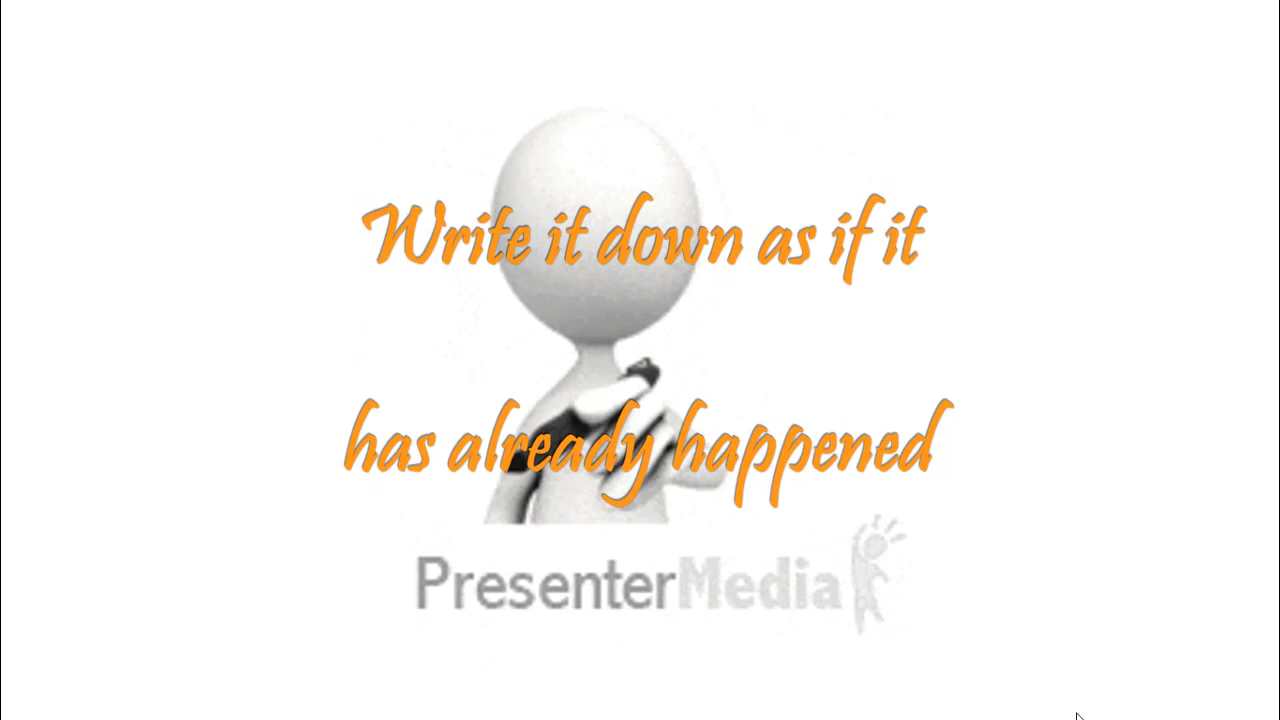 Write it down as if it
has already happened
PresenterMedia